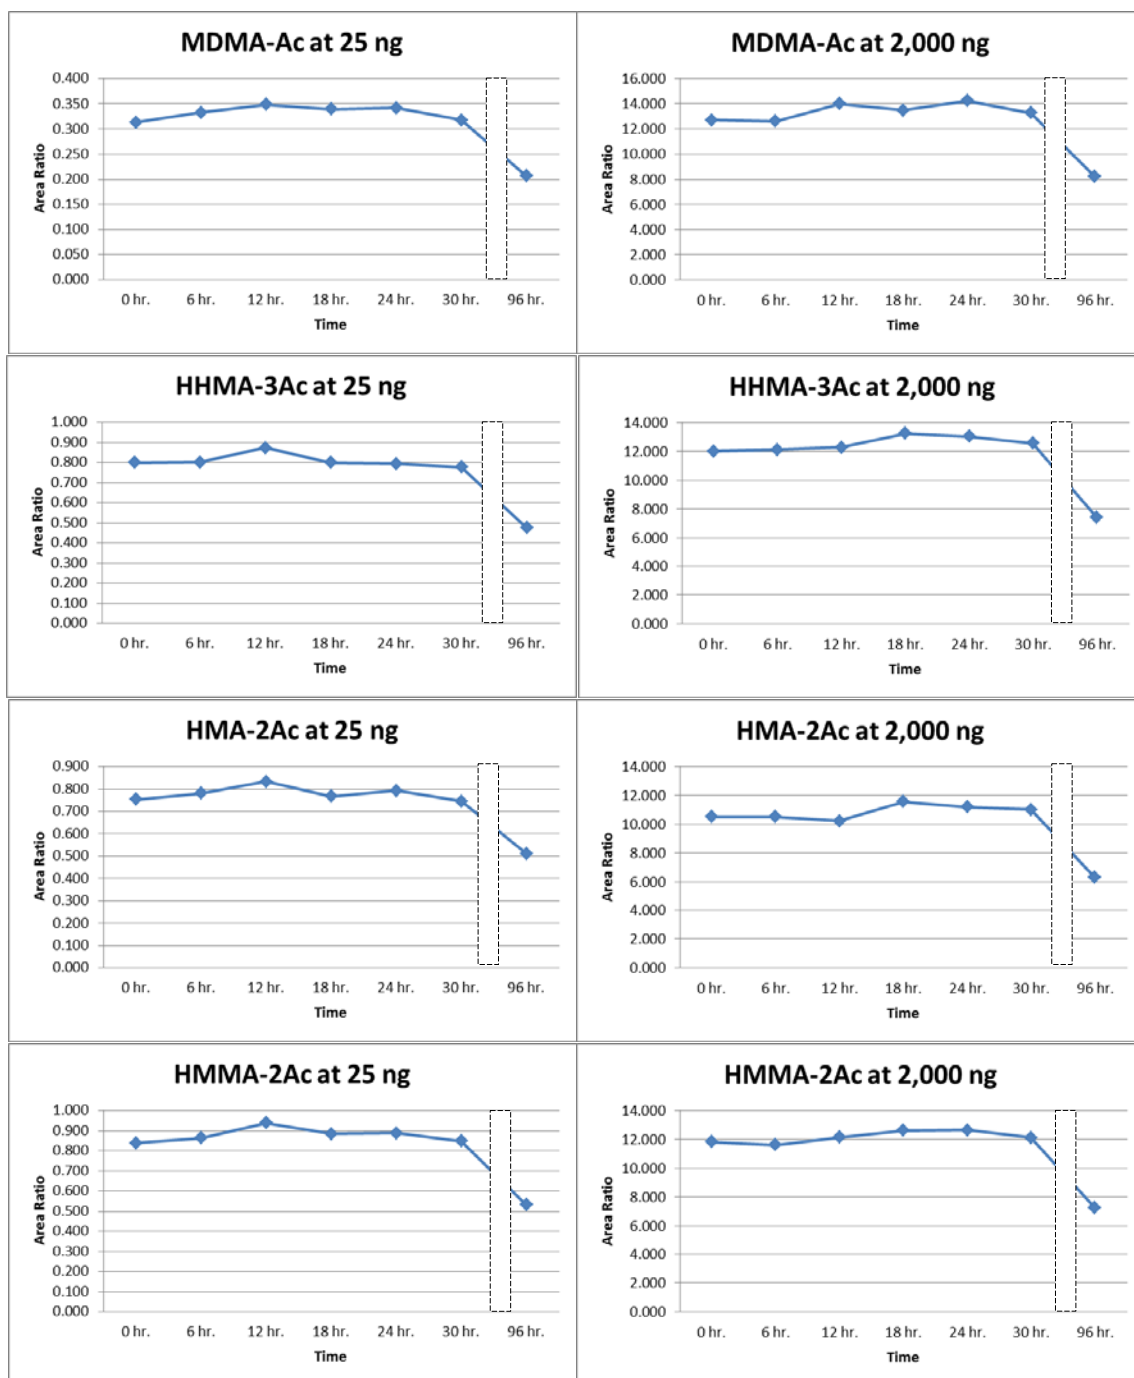 MDMA-Ac at 25 ng
0.400
0.350
0.300
0.250
0.200
0.150
0.100
0.050
0.000
Area Ratio
0 hr. 6 hr. 12 hr. 18 hr. 24 hr. 30 hr. 96 hr.
Time
MDMA-Ac at 2,000 ng
16.000
14.000
12.000
10.000
8.000
6.000
4.000
2.000
0.000
Area Ratio
0 hr. 6 hr. 12 hr. 18 hr. 24 hr. 30 hr. 96 hr.
Time
HHMA-3Ac at 25 ng
1.000
0.900
0.800
0.700
0.600
0.500
0.400
0.300
0.200
0.100
0.000
Area Ratio
0 hr. 6 hr. 12 hr. 18 hr. 24 hr. 30 hr. 96 hr.
Time
HHMA-3Ac at 2,000 ng
14.000
12.000
10.000
8.000
6.000
4.000
2.000
0.000
Area Ratio
0 hr. 6 hr. 12 hr. 18 hr. 24 hr. 30 hr. 96 hr.
Time
HMA-2Ac at 25 ng
0.900
0.800
0.700
0.600
0.500
0.400
0.300
0.200
0.100
0.000
Area Ratio
0 hr. 6 hr. 12 hr. 18 hr. 24 hr. 30 hr. 96 hr.
Time
HMA-2Ac at 2,000 ng
14.000
12.000
10.000
8.000
6.000
4.000
2.000
0.000
Area Ratio
0 hr. 6 hr. 12 hr. 18 hr. 24 hr. 30 hr. 96 hr.
Time
HMMA-2Ac at 25 ng
1.000
0.900
0.800
0.700
0.600
0.500
0.400
0.300
0.200
0.100
0.000
Area Ratio
0 hr. 6 hr. 12 hr. 18 hr. 24 hr. 30 hr. 96 hr.
Time
HMMA-2Ac at 2,000 ng
14.000
12.000
10.000
8.000
6.000
4.000
2.000
0.000
Area Ratio
0 hr. 6 hr. 12 hr. 18 hr. 24 hr. 30 hr. 96 hr.
Time